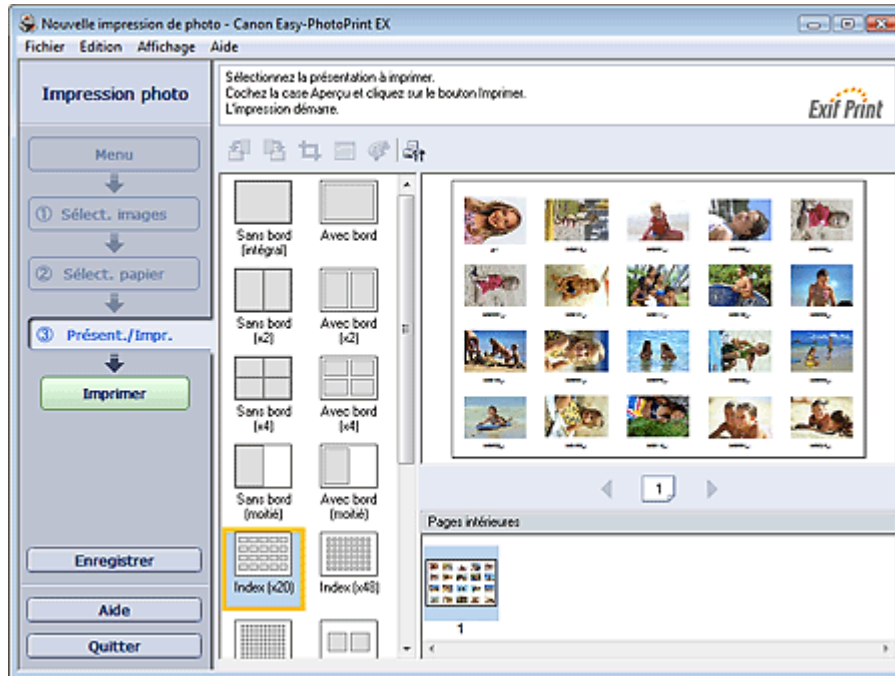 Nouvelle impression de photo - Canon Easy-PhotoPrint EX
Fichier Édition Affichage Aide
Impression photo
Sélectionnez la présentation à imprimer.
Cochez la case Aperçu et cliquez sur le bouton Imprimer.
L'impression démarre.
Exif Print
Menu
① Sélect. images
② Sélect. papier
③ Présent./Impr.
Imprimer
Enregistrer
Aide
Quitter
Sans bord
(intégral)
Avec bord
Sans bord
(x2)
Avec bord
(x2)
Sans bord
(x4)
Avec bord
(x4)
Sans bord
(moitié)
Avec bord
(moitié)
Index (x20)
Index (x48)
1
Pages intérieures
1